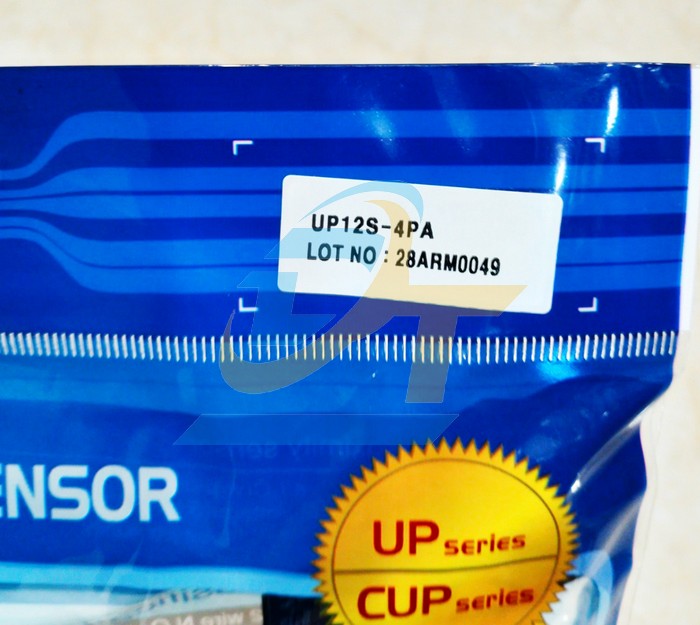 UP12S-4PA
LOT NO : 28ARM0049
ENSOR
UP series
CUP series